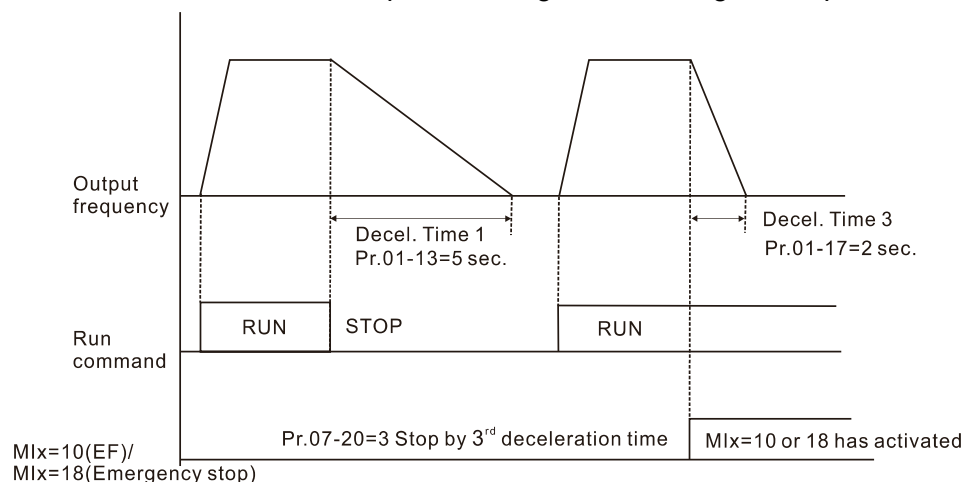 Output
frequency
Decel. Time 1
Pr.01-13=5 sec.
Decel. Time 3
Pr.01-17=2 sec.
Run
command
RUN
STOP
RUN
MIx=10(EF)/
MIx=18(Emergency stop)
Pr.07-20=3 Stop by 3rd deceleration time
MIx=10 or 18 has activated